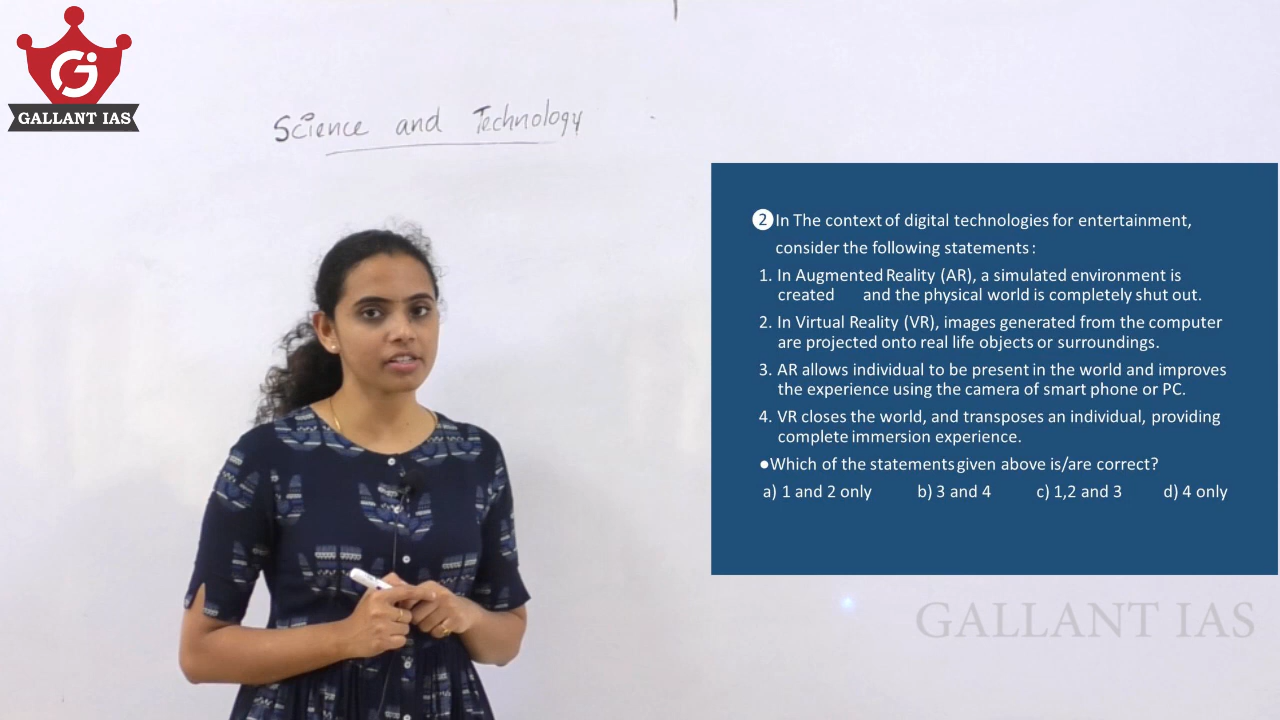 GALLANT IAS
Science and Technology
2 In The context of digital technologies for entertainment,
consider the following statements :
1. In Augmented Reality (AR), a simulated environment is
created and the physical world is completely shut out.
2. In Virtual Reality (VR), images generated from the computer
are projected onto real life objects or surroundings.
3. AR allows individual to be present in the world and improves
the experience using the camera of smart phone or PC.
4. VR closes the world, and transposes an individual, providing
complete immersion experience.
●Which of the statements given above is/are correct?
a) 1 and 2 only b) 3 and 4 c) 1,2 and 3 d) 4 only
GALLANT IAS